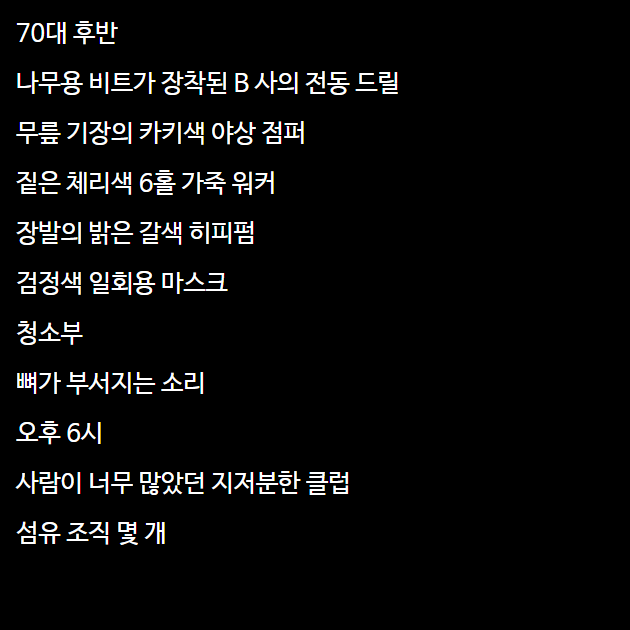 70대 후반
나무용 비트가 장착된 B 사의 전동 드릴
무릎 기장의 카키색 야상 점퍼
짙은 체리색 6홀 가죽 워커
장발의 밝은 갈색 히피펌
검정색 일회용 마스크
청소부
뼈가 부서지는 소리
오후 6시
사람이 너무 많았던 지저분한 클럽
섬유 조직 몇 개